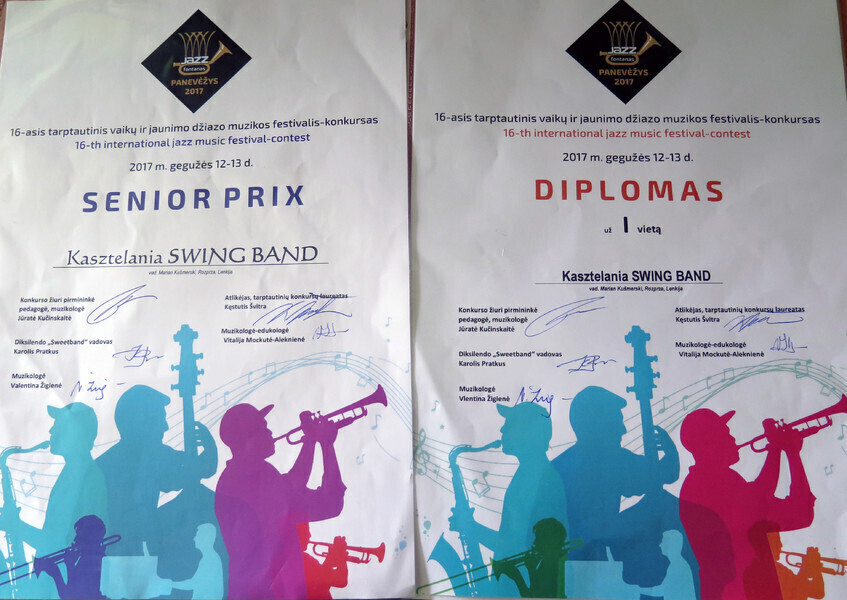 JAZZ
fontanas
PANEVĖŽYS
2017
16-asis tarptautinis vaikų ir jaunimo džiazo muzikos festivalis-konkursas
16-th international jazz music festival-contest
2017 m. gegužės 12-13 d.
SENIOR PRIX
Kasztelania SWING BAND
vad. Marian Kuśmerski, Rozprza, Lenkija
Konkurso žiuri pirmininkė
pedagogė, muzikologė
Jūratė Kučinskaitė
Atlikėjas, tarptautinių konkursų laureatas
Kęstutis Švitra
Muzikologė-edukologė
Vitalija Mockutė-Aleknienė
Diksilendo „Sweetband" vadovas
Karolis Pratkus
Muzikologė
Valentina Žigienė
JAZZ
fontanas
PANEVĖŽYS
2017
16-asis tarptautinis vaikų ir jaunimo džiazo muzikos festivalis-konkursas
16-th international jazz music festival-contest
2017 m. gegužės 12-13 d.
DIPLOMAS
už I vietą
Kasztelania SWING BAND
vad. Marian Kuśmerski, Rozprza, Lenkija
Konkurso žiuri pirmininkė
pedagogė, muzikologė
Jūratė Kučinskaitė
Atlikėjas, tarptautinių konkursų laureatas
Kęstutis Švitra
Muzikologė-edukologė
Vitalija Mockutė-Aleknienė
Diksilendo „Sweetband" vadovas
Karolis Pratkus
Muzikologė
Vlentina Žigienė